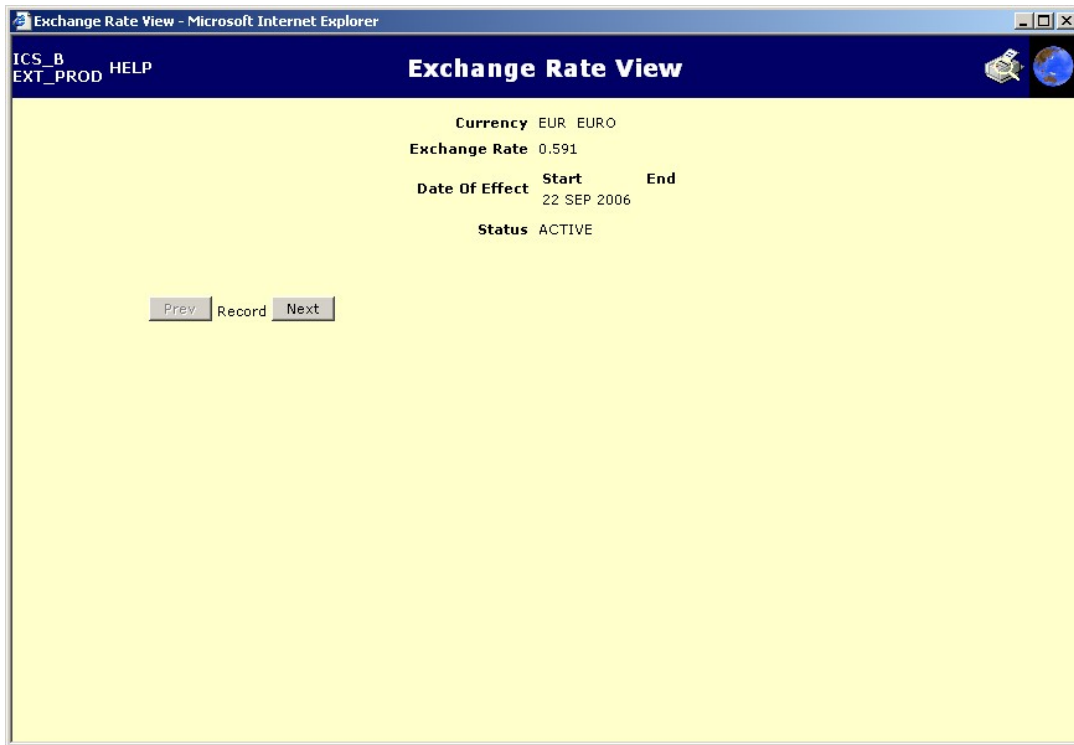 Exchange Rate View - Microsoft Internet Explorer
ICS_B
EXT_PROD HELP
Exchange Rate View
Currency EUR EURO
Exchange Rate 0.591
Date Of Effect Start End
22 SEP 2006
Status ACTIVE
Prev Record Next